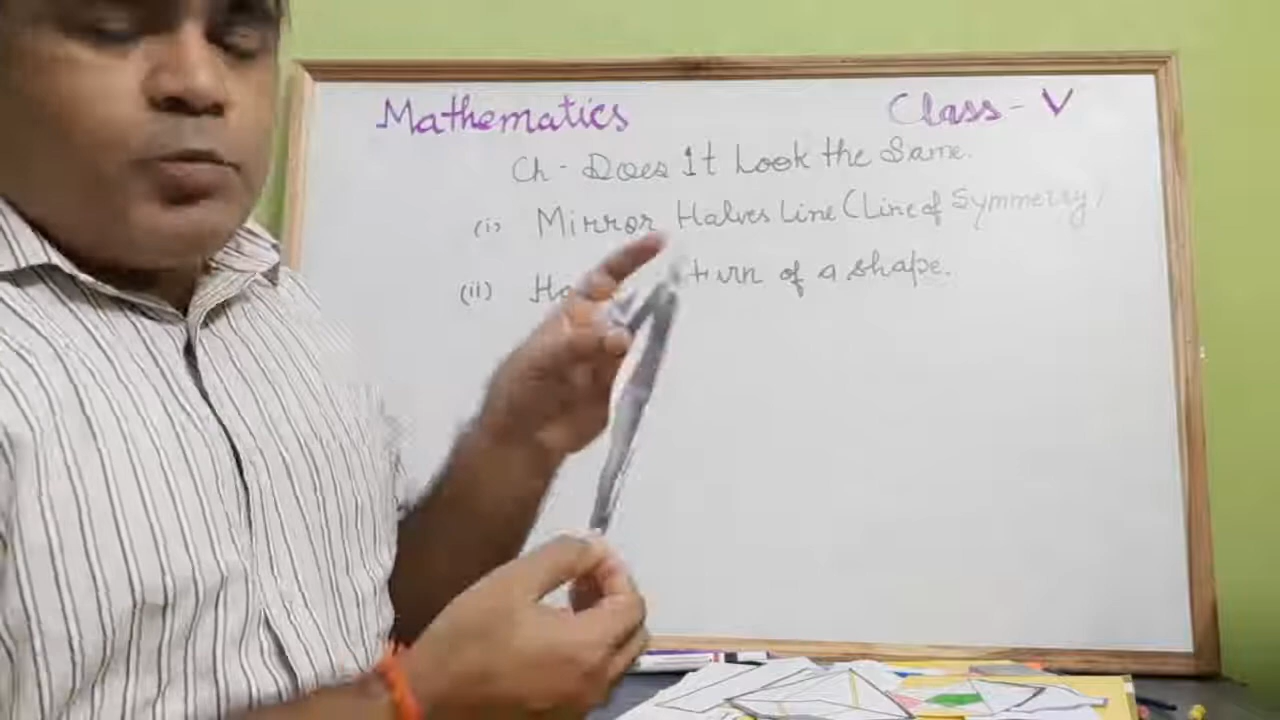 Mathematics Class - V
Ch - Does It Look the Same.
(i) Mirror Halves Line (Line of Symmetry)
(ii) turn of a shape.